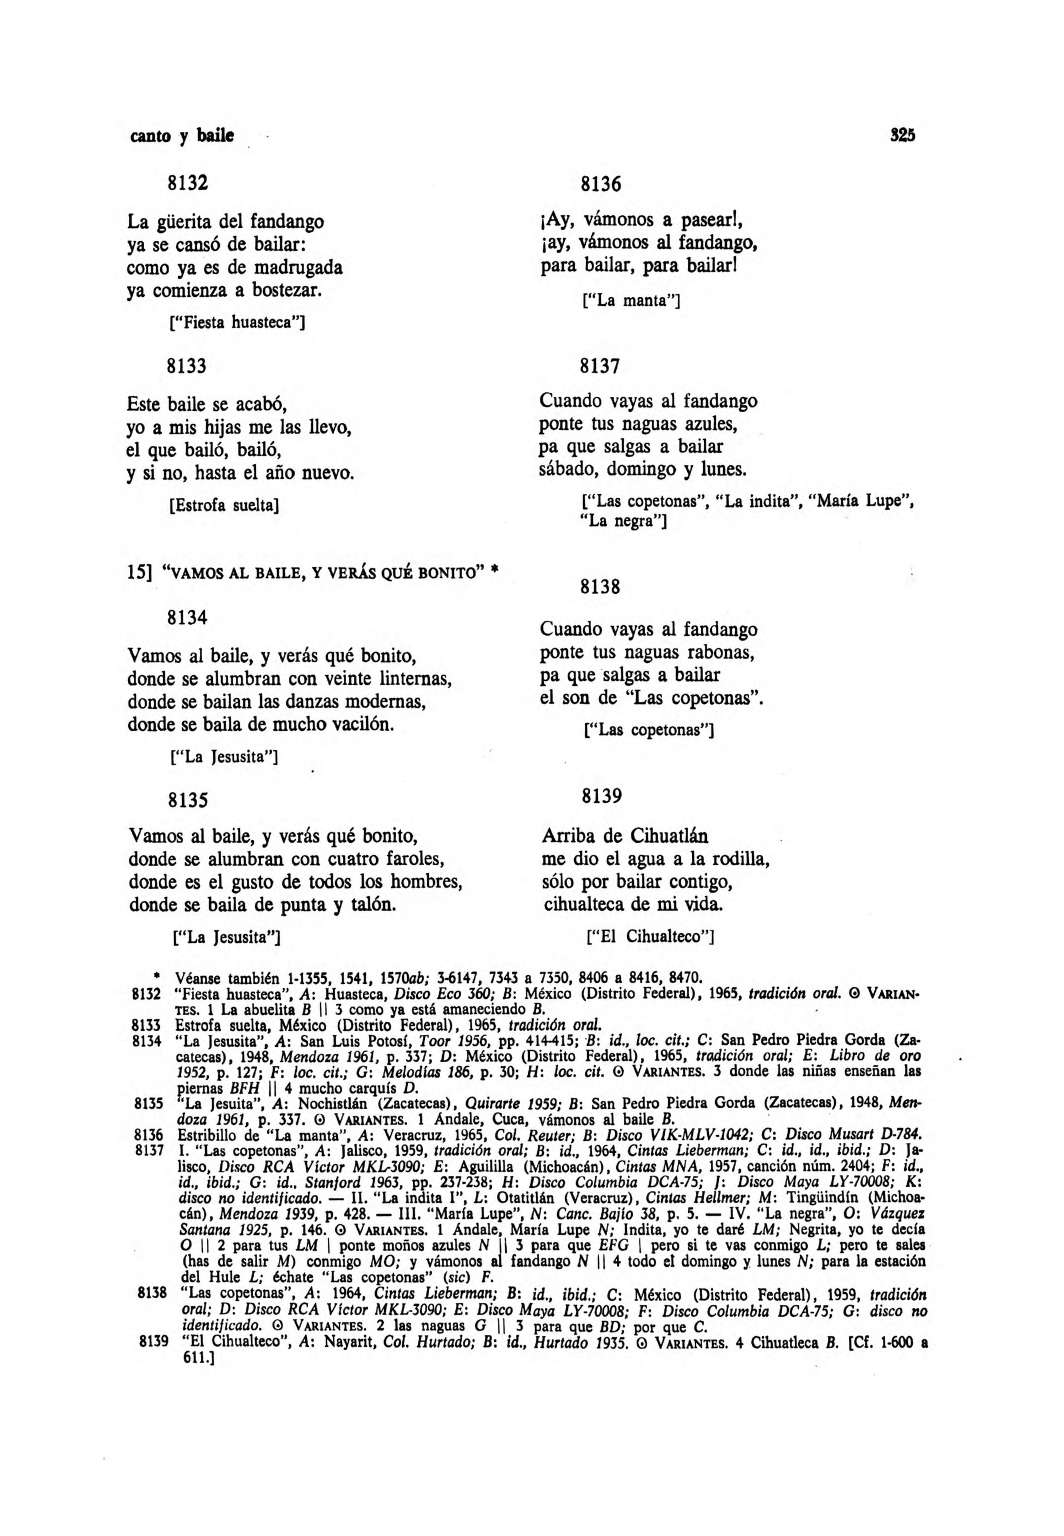 canto y baile
325
8132
La güerita del fandango
ya se cansó de bailar:
como ya es de madrugada
ya comienza a bostezar.
["Fiesta huasteca"]
8133
Este baile se acabó,
yo a mis hijas me las llevo,
el que bailó, bailó,
y si no, hasta el año nuevo.
[Estrofa suelta]
15] "VAMOS AL BAILE, Y VERÁS QUÉ BONITO" *
8134
Vamos al baile, y verás qué bonito,
donde se alumbran con veinte linternas,
donde se bailan las danzas modernas,
donde se baila de mucho vacilón.
["La Jesusita"]
8135
Vamos al baile, y verás qué bonito,
donde se alumbran con cuatro faroles,
donde es el gusto de todos los hombres,
donde se baila de punta y talón.
["La Jesusita"]
8136
¡Ay, vámonos a pasear!,
¡ay, vámonos al fandango,
para bailar, para bailar!
["La manta"]
8137
Cuando vayas al fandango
ponte tus naguas azules,
pa que salgas a bailar
sábado, domingo y lunes.
["Las copetonas", "La indita", "María Lupe",
"La negra"]
8138
Cuando vayas al fandango
ponte tus naguas rabonas,
pa que salgas a bailar
el son de "Las copetonas".
["Las copetonas"]
8139
Arriba de Cihuatlán
me dio el agua a la rodilla,
sólo por bailar contigo,
cihualteca de mi vida.
["El Cihualteco"]
* Véanse también 1-1355, 1541, 1570ab; 3-6147, 7343 a 7350, 8406 a 8416, 8470.
8132 "Fiesta huasteca", A: Huasteca, Disco Eco 360; B: México (Distrito Federal), 1965, tradición oral. ⊙ VARIAN-
TES. 1 La abuelita B || 3 como ya está amaneciendo B.
8133 Estrofa suelta, México (Distrito Federal), 1965, tradición oral.
8134 "La Jesusita", A: San Luis Potosí, Toor 1956, pp. 414-415; B: id., loc. cit.; C: San Pedro Piedra Gorda (Za-
catecas), 1948, Mendoza 1961, p. 337; D: México (Distrito Federal), 1965, tradición oral; E: Libro de oro
1952, p. 127; F: loc. cit.; G: Melodías 186, p. 30; H: loc. cit. ⊙ VARIANTES. 3 donde las niñas enseñan las
piernas BFH || 4 mucho carquís D.
8135 "La Jesuita", A: Nochistlán (Zacatecas), Quirarte 1959; B: San Pedro Piedra Gorda (Zacatecas), 1948, Men-
doza 1961, p. 337. ⊙ VARIANTES. 1 Ándale, Cuca, vámonos al baile B.
8136 Estribillo de "La manta", A: Veracruz, 1965, Col. Reuter; B: Disco VIK-MLV-1042; C: Disco Musart D-784.
8137 I. "Las copetonas", A: Jalisco, 1959, tradición oral; B: id., 1964, Cintas Lieberman; C: id., id., ibid.; D: Ja-
lisco, Disco RCA Víctor MKL-3090; E: Aguililla (Michoacán), Cintas MNA, 1957, canción núm. 2404; F: id.,
id., ibid.; G: id., Stanford 1963, pp. 237-238; H: Disco Columbia DCA-75; J: Disco Maya LY-70008; K:
disco no identificado. — II. "La indita I", L: Otatitlán (Veracruz), Cintas Hellmer; M: Tingüindín (Michoa-
cán), Mendoza 1939, p. 428. — III. "María Lupe", N: Canc. Bajío 38, p. 5. — IV. "La negra", O: Vázquez
Santana 1925, p. 146. ⊙ VARIANTES. 1 Ándale, María Lupe N; Indita, yo te daré LM; Negrita, yo te decía
O || 2 para tus LM | ponte moños azules N || 3 para que EFG | pero si te vas conmigo L; pero te sales
(has de salir M) conmigo MO; y vámonos al fandango N || 4 todo el domingo y lunes N; para la estación
del Hule L; échate "Las copetonas" (sic) F.
8138 "Las copetonas", A: 1964, Cintas Lieberman; B: id., ibid.; C: México (Distrito Federal), 1959, tradición
oral; D: Disco RCA Víctor MKL-3090; E: Disco Maya LY-70008; F: Disco Columbia DCA-75; G: disco no
identificado. ⊙ VARIANTES. 2 las naguas G || 3 para que BD; por que C.
8139 "El Cihualteco", A: Nayarit, Col. Hurtado; B: id., Hurtado 1935. ⊙ VARIANTES. 4 Cihuatleca B. [Cf. 1-600 a
611.]